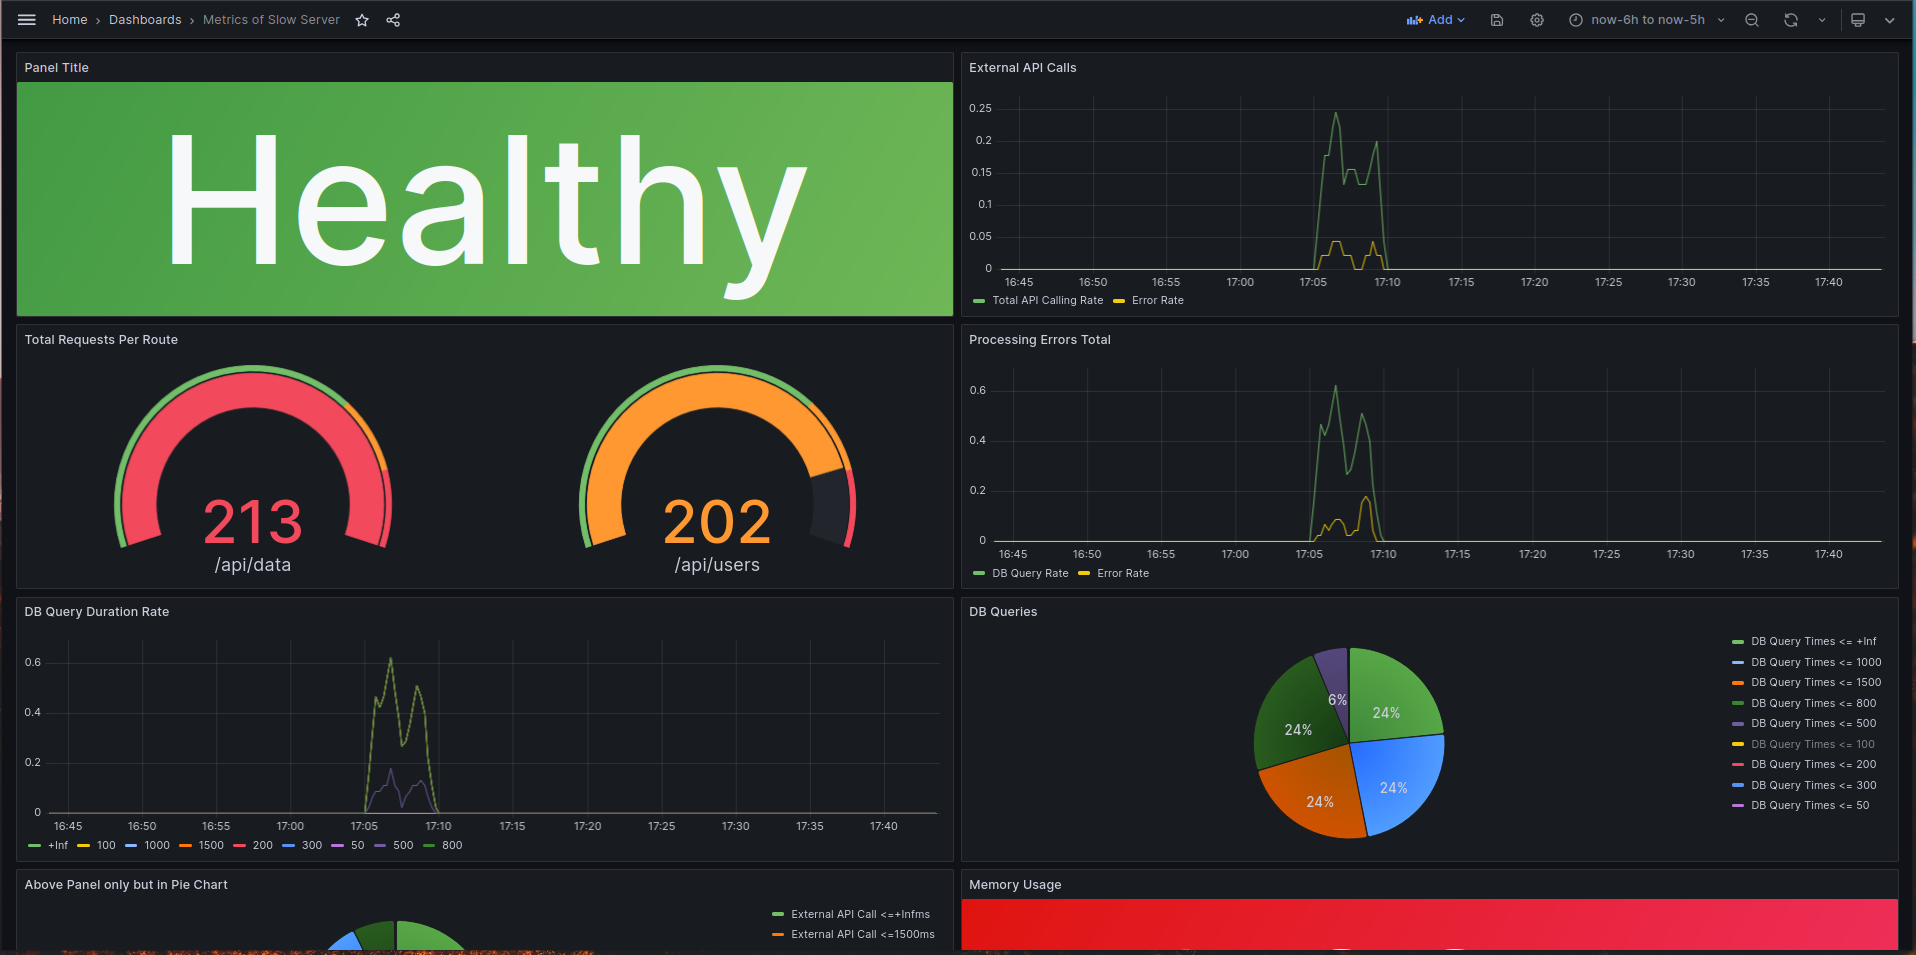 Home › Dashboards › Metrics of Slow Server
Add
now-6h to now-5h
Panel Title
Healthy
External API Calls
0.25
0.2
0.15
0.1
0.05
0
16:45 16:50 16:55 17:00 17:05 17:10 17:15 17:20 17:25 17:30 17:35 17:40
Total API Calling Rate Error Rate
Total Requests Per Route
213
/api/data
202
/api/users
Processing Errors Total
0.6
0.4
0.2
0
16:45 16:50 16:55 17:00 17:05 17:10 17:15 17:20 17:25 17:30 17:35 17:40
DB Query Rate Error Rate
DB Query Duration Rate
0.6
0.4
0.2
0
16:45 16:50 16:55 17:00 17:05 17:10 17:15 17:20 17:25 17:30 17:35 17:40
+Inf 100 1000 1500 200 300 50 500 800
DB Queries
6%
24%
24%
24%
24%
DB Query Times <= +Inf
DB Query Times <= 1000
DB Query Times <= 1500
DB Query Times <= 800
DB Query Times <= 500
DB Query Times <= 100
DB Query Times <= 200
DB Query Times <= 300
DB Query Times <= 50
Above Panel only but in Pie Chart
External API Call <=+Infms
External API Call <=1500ms
Memory Usage